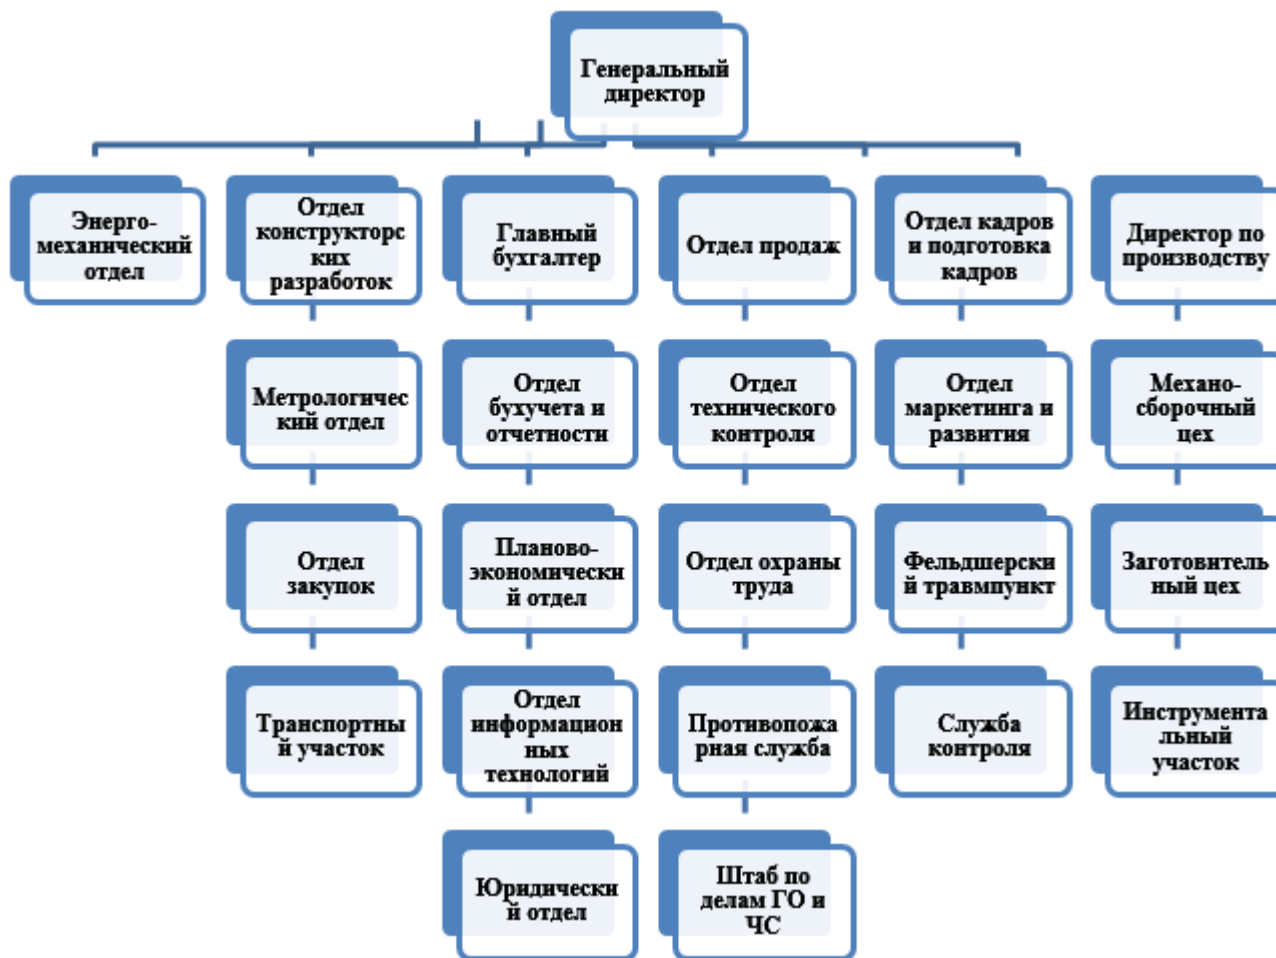 Генеральный
директор
Энерго-
механический
отдел
Отдел
конструкторс
ких
разработок
Главный
бухгалтер
Отдел продаж
Отдел кадров
и подготовка
кадров
Директор по
производству
Метрологичес
кий отдел
Отдел
бухучета и
отчетности
Отдел
технического
контроля
Отдел
маркетинга и
развития
Механо-
сборочный
цех
Отдел
закупок
Планово-
экономически
й отдел
Отдел охраны
труда
Фельдшерски
й травмпункт
Заготовитель
ный цех
Транспортны
й участок
Отдел
информацион
ных
технологий
Противопожа
рная служба
Служба
контроля
Инструмента
льный
участок
Юридически
й отдел
Штаб по
делам ГО и
ЧС